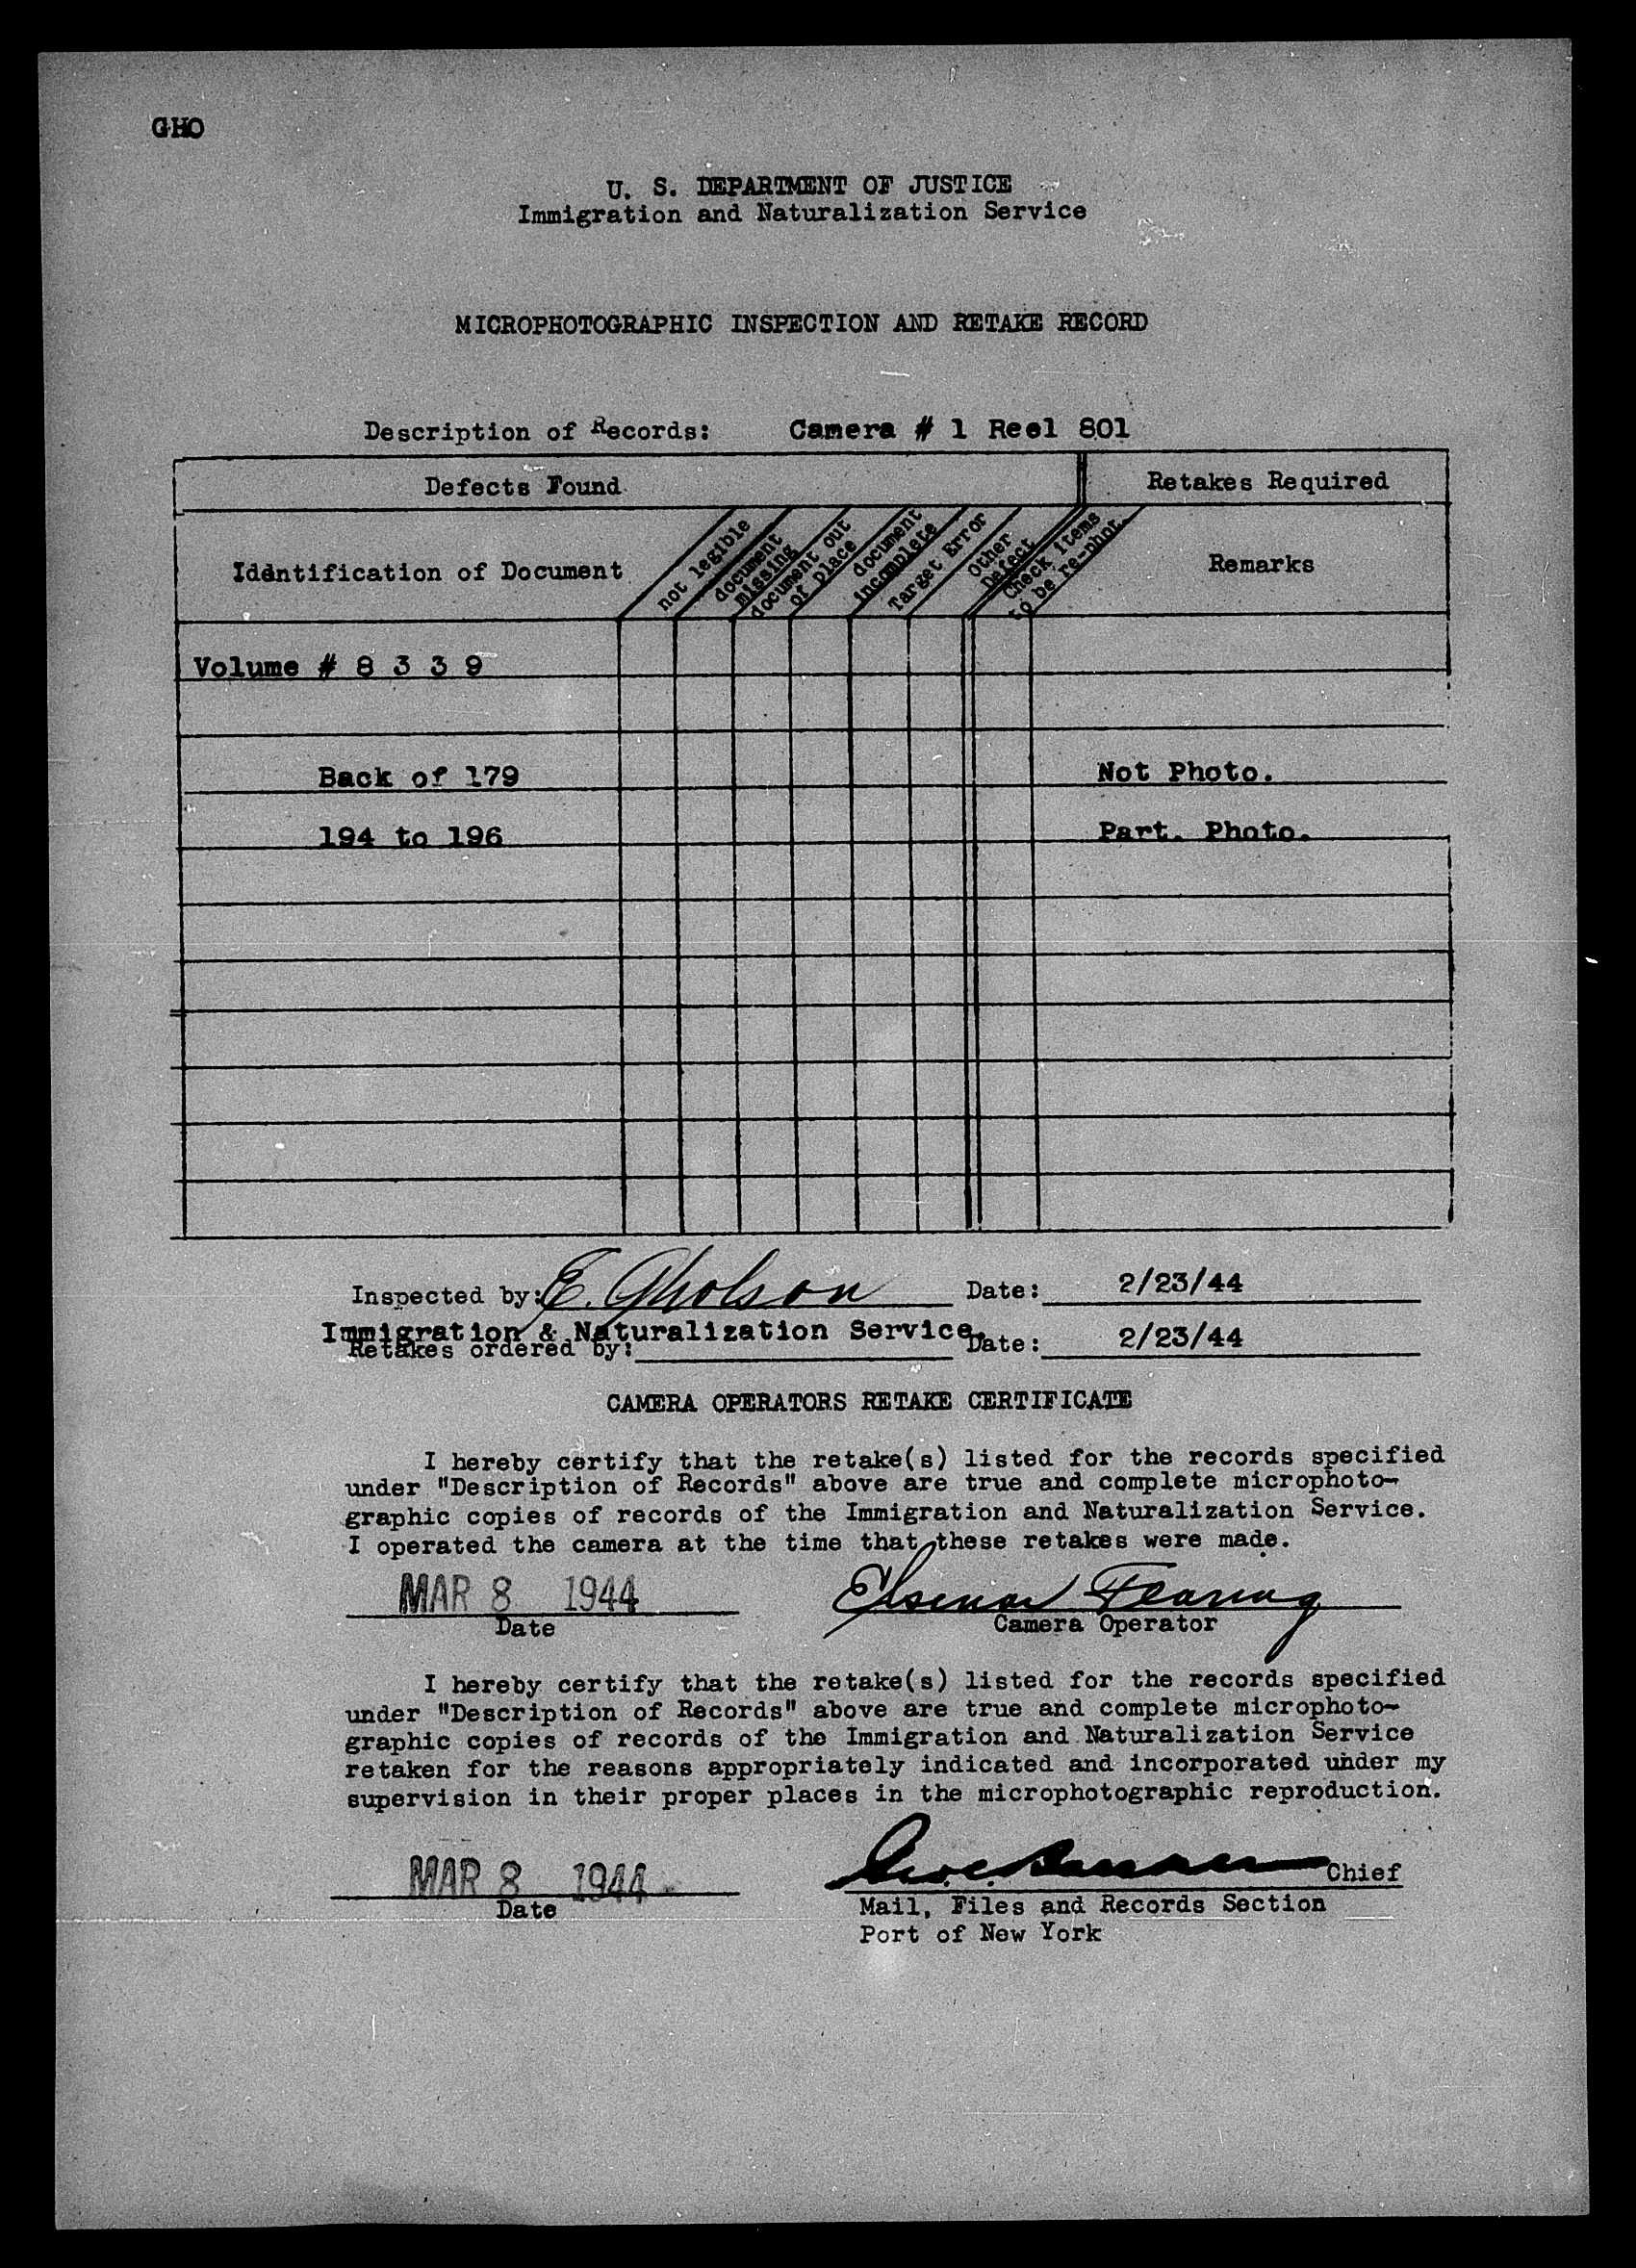 GHO
U. S. DEPARTMENT OF JUSTICE
Immigration and Naturalization Service
MICROPHOTOGRAPHIC INSPECTION AND RETAKE RECORD
Description of Records: Camera # 1 Reel 801
Defects Found Retakes Required
Identification of Document
not legible
document missing
document out of place
document incomplete
Target Error
Other Defect
Check items to be re-phot.
Remarks
Volume # 8 3 3 9
Back of 179 Not Photo.
194 to 196 Part. Photo.
Inspected by: E. Gholson Date: 2/23/44
Immigration & Naturalization Service.
Retakes ordered by: Date: 2/23/44
CAMERA OPERATORS RETAKE CERTIFICATE
I hereby certify that the retake(s) listed for the records specified
under "Description of Records" above are true and complete microphoto-
graphic copies of records of the Immigration and Naturalization Service.
I operated the camera at the time that these retakes were made.
MAR 8 1944
Date Camera Operator
I hereby certify that the retake(s) listed for the records specified
under "Description of Records" above are true and complete microphoto-
graphic copies of records of the Immigration and Naturalization Service
retaken for the reasons appropriately indicated and incorporated under my
supervision in their proper places in the microphotographic reproduction.
MAR 8 1944 Chief
Date Mail, Files and Records Section
Port of New York